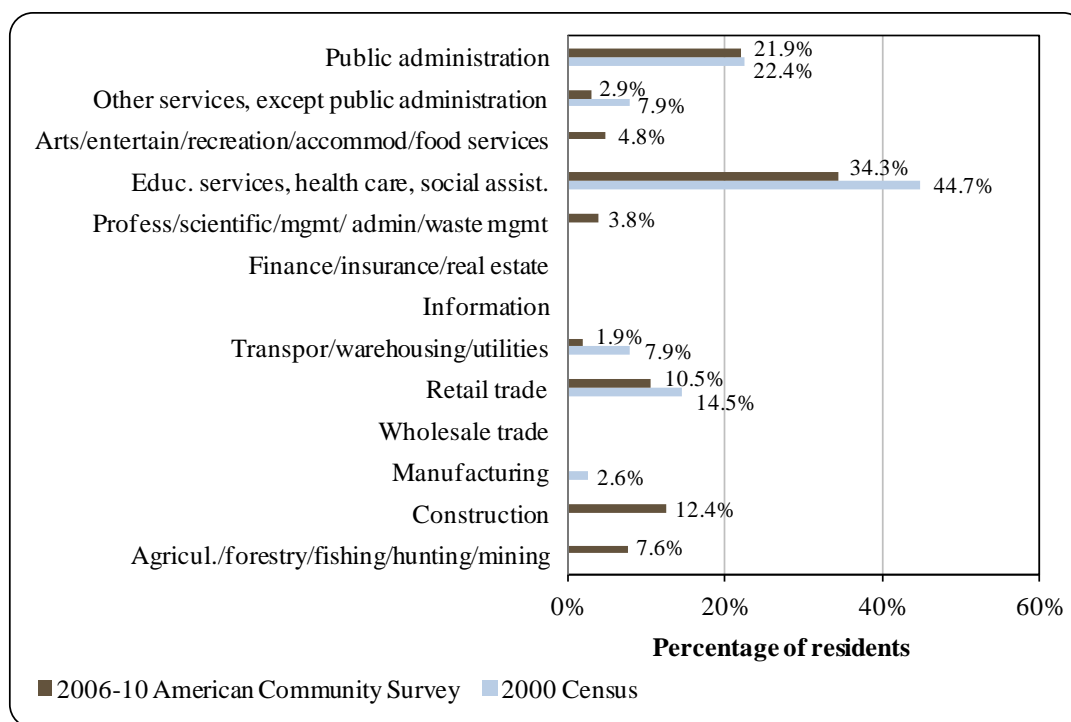 Public administration
21.9%
22.4%
Other services, except public administration
2.9%
7.9%
Arts/entertain/recreation/accommod/food services
4.8%
Educ. services, health care, social assist.
34.3%
44.7%
Profess/scientific/mgmt/ admin/waste mgmt
3.8%
Finance/insurance/real estate
Information
Transpor/warehousing/utilities
1.9%
7.9%
Retail trade
10.5%
14.5%
Wholesale trade
Manufacturing
2.6%
Construction
12.4%
Agricul./forestry/fishing/hunting/mining
7.6%
0% 20% 40% 60%
Percentage of residents
2006-10 American Community Survey 2000 Census